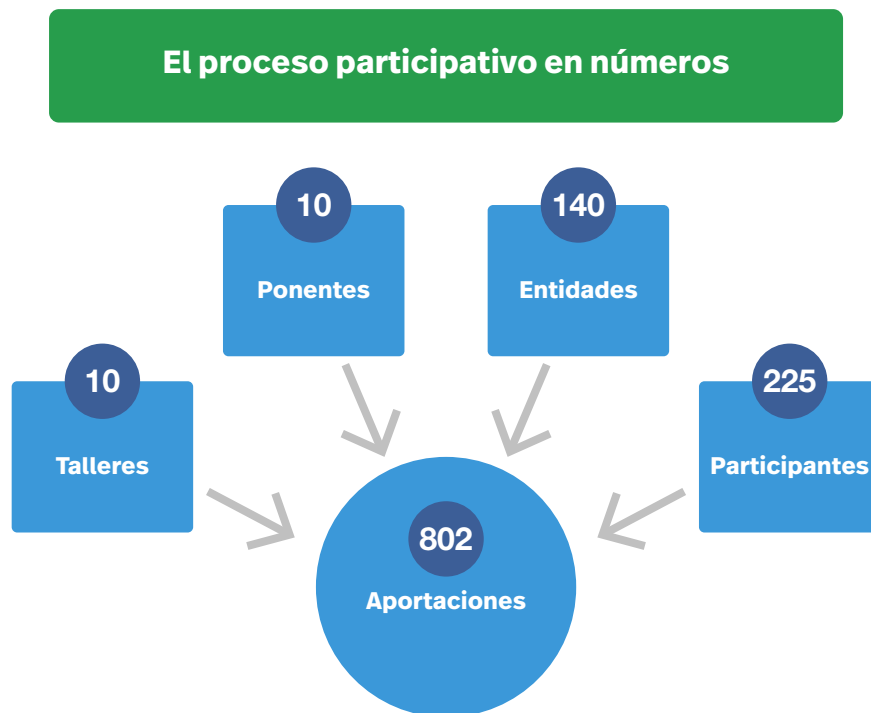 El proceso participativo en números
10
Ponentes
140
Entidades
10
Talleres
225
Participantes
802
Aportaciones